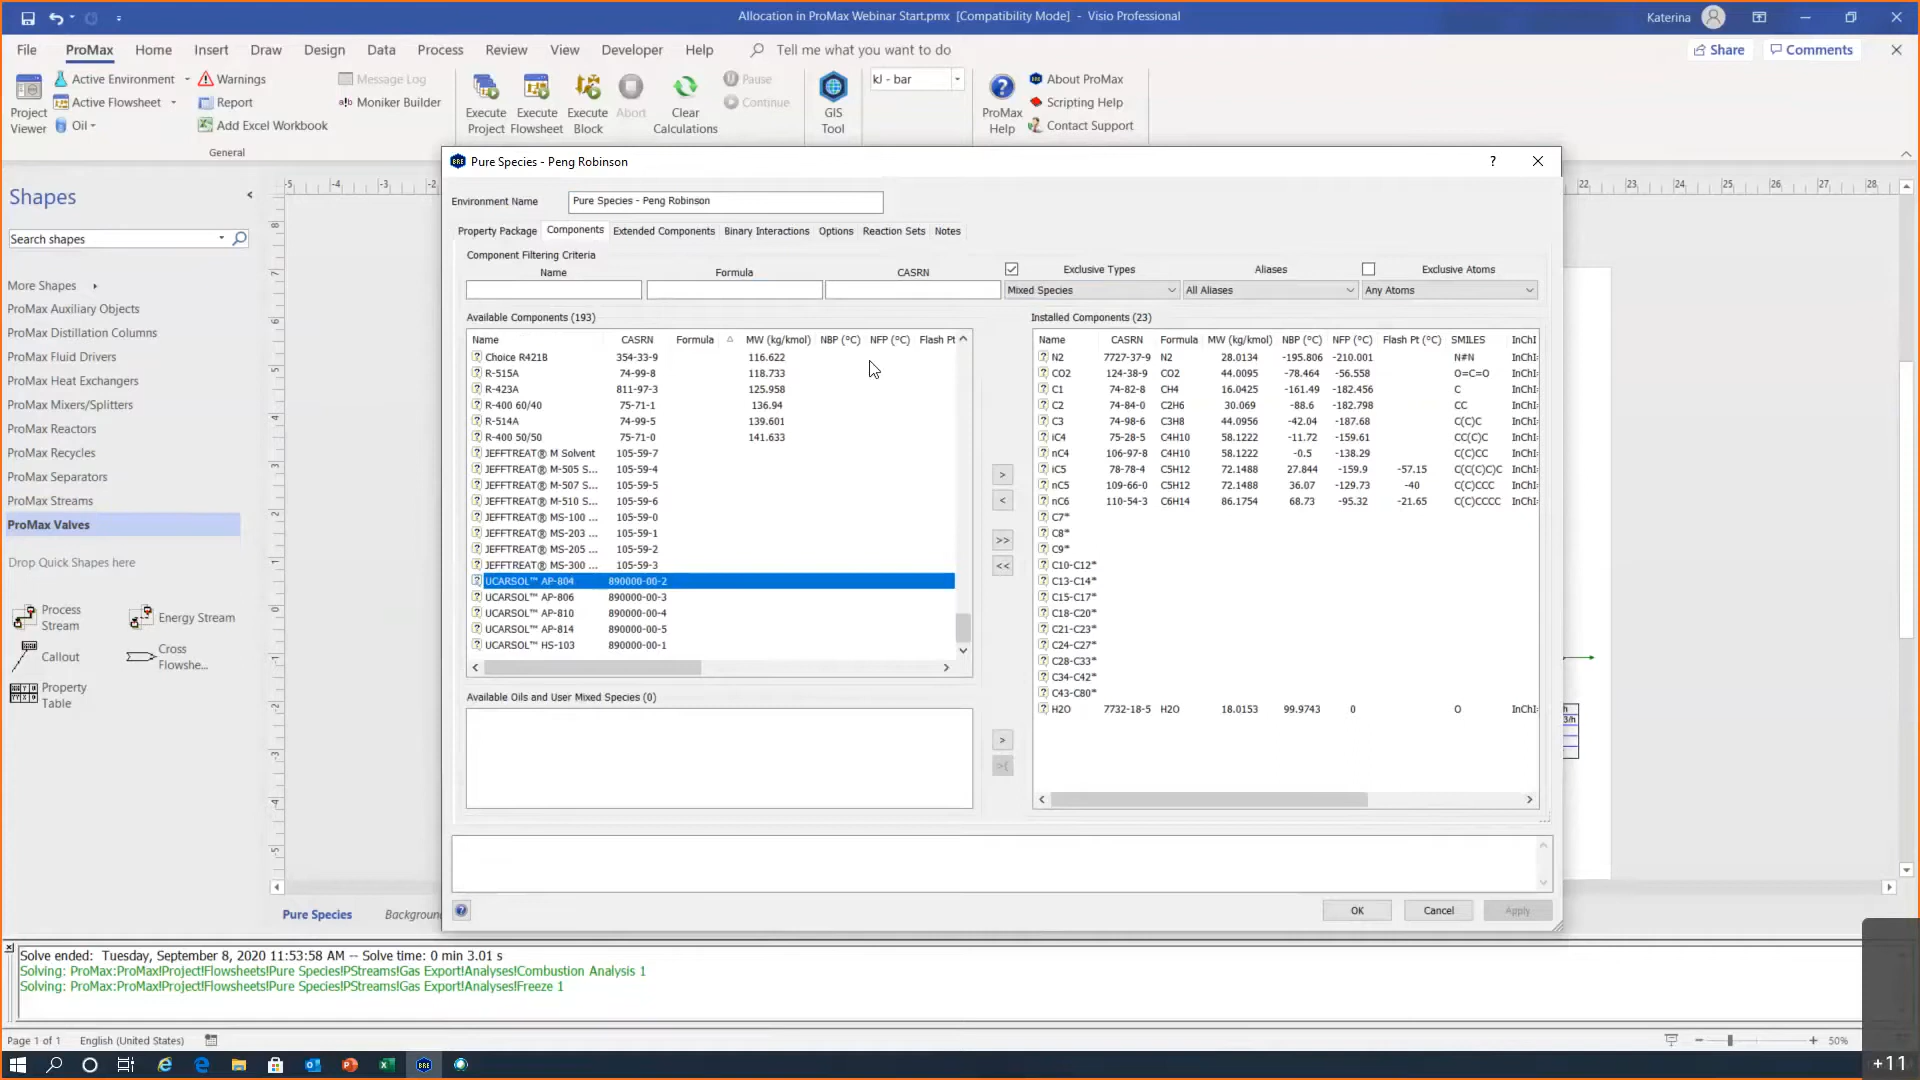 Allocation in ProMax Webinar Start.pmx [Compatibility Mode] - Visio Professional
Katerina
File ProMax Home Insert Draw Design Data Process Review View Developer Help Tell me what you want to do Share Comments
Project Viewer
Active Environment
Active Flowsheet
Oil
Warnings
Report
Add Excel Workbook
Message Log
Moniker Builder
General
Execute Project
Execute Flowsheet
Execute Block
Abort
Clear Calculations
Pause
Continue
GIS Tool
kJ - bar
ProMax Help
About ProMax
Scripting Help
Contact Support
Shapes
Search shapes
More Shapes
ProMax Auxiliary Objects
ProMax Distillation Columns
ProMax Fluid Drivers
ProMax Heat Exchangers
ProMax Mixers/Splitters
ProMax Reactors
ProMax Recycles
ProMax Separators
ProMax Streams
ProMax Valves
Drop Quick Shapes here
Process Stream
Energy Stream
Callout
Cross Flowshe...
Property Table
-5 -4 -3 -2
22 23 24 25 26 27 28
Pure Species - Peng Robinson
Environment Name Pure Species - Peng Robinson
Property Package Components Extended Components Binary Interactions Options Reaction Sets Notes
Component Filtering Criteria
Name Formula CASRN Exclusive Types Aliases Exclusive Atoms
Mixed Species All Aliases Any Atoms
Available Components (193)
Name CASRN Formula MW (kg/kmol) NBP (°C) NFP (°C) Flash Pt
Choice R421B 354-33-9 116.622
R-515A 74-99-8 118.733
R-423A 811-97-3 125.958
R-400 60/40 75-71-1 136.94
R-514A 74-99-5 139.601
R-400 50/50 75-71-0 141.633
JEFFTREAT® M Solvent 105-59-7
JEFFTREAT® M-505 S... 105-59-4
JEFFTREAT® M-507 S... 105-59-5
JEFFTREAT® M-510 S... 105-59-6
JEFFTREAT® MS-100 ... 105-59-0
JEFFTREAT® MS-203 ... 105-59-1
JEFFTREAT® MS-205 ... 105-59-2
JEFFTREAT® MS-300 ... 105-59-3
UCARSOL™ AP-804 890000-00-2
UCARSOL™ AP-806 890000-00-3
UCARSOL™ AP-810 890000-00-4
UCARSOL™ AP-814 890000-00-5
UCARSOL™ HS-103 890000-00-1
Available Oils and User Mixed Species (0)
> < >> <<
Installed Components (23)
Name CASRN Formula MW (kg/kmol) NBP (°C) NFP (°C) Flash Pt (°C) SMILES InChI
N2 7727-37-9 N2 28.0134 -195.806 -210.001 N#N InChI=
CO2 124-38-9 CO2 44.0095 -78.464 -56.558 O=C=O InChI=
C1 74-82-8 CH4 16.0425 -161.49 -182.456 C InChI=
C2 74-84-0 C2H6 30.069 -88.6 -182.798 CC InChI=
C3 74-98-6 C3H8 44.0956 -42.04 -187.68 C(C)C InChI=
iC4 75-28-5 C4H10 58.1222 -11.72 -159.61 CC(C)C InChI=
nC4 106-97-8 C4H10 58.1222 -0.5 -138.29 C(C)CC InChI=
iC5 78-78-4 C5H12 72.1488 27.844 -159.9 -57.15 C(C(C)C)C InChI=
nC5 109-66-0 C5H12 72.1488 36.07 -129.73 -40 C(C)CCC InChI=
nC6 110-54-3 C6H14 86.1754 68.73 -95.32 -21.65 C(C)CCCC InChI=
C7*
C8*
C9*
C10-C12*
C13-C14*
C15-C17*
C18-C20*
C21-C23*
C24-C27*
C28-C33*
C34-C42*
C43-C80*
H2O 7732-18-5 H2O 18.0153 99.9743 0 O InChI=
OK Cancel Apply
Pure Species Background
Solve ended: Tuesday, September 8, 2020 11:53:58 AM -- Solve time: 0 min 3.01 s
Solving: ProMax:ProMax!Project!Flowsheets!Pure Species!PStreams!Gas Export!Analyses!Combustion Analysis 1
Solving: ProMax:ProMax!Project!Flowsheets!Pure Species!PStreams!Gas Export!Analyses!Freeze 1
Page 1 of 1 English (United States) 50%
+11